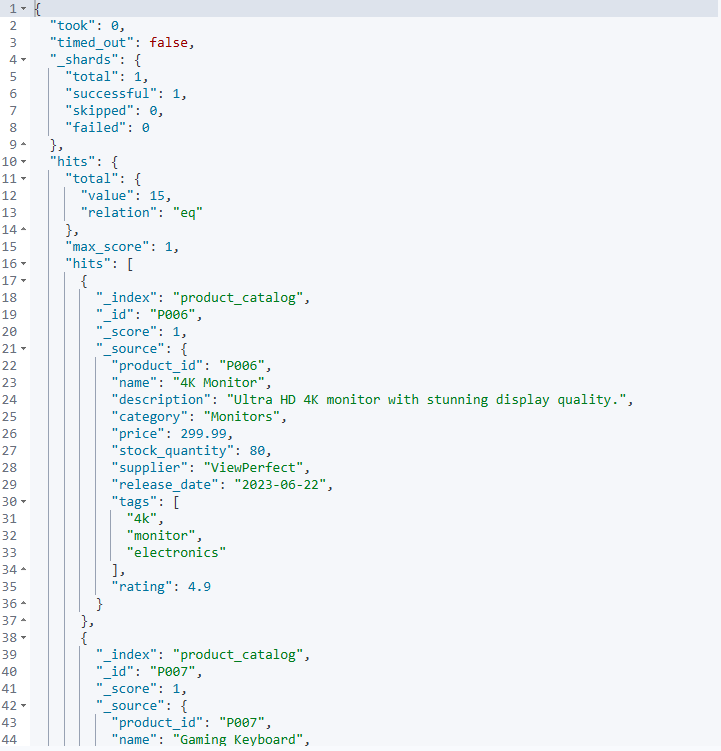 1 {
2 "took": 0,
3 "timed_out": false,
4 "_shards": {
5 "total": 1,
6 "successful": 1,
7 "skipped": 0,
8 "failed": 0
9 },
10 "hits": {
11 "total": {
12 "value": 15,
13 "relation": "eq"
14 },
15 "max_score": 1,
16 "hits": [
17 {
18 "_index": "product_catalog",
19 "_id": "P006",
20 "_score": 1,
21 "_source": {
22 "product_id": "P006",
23 "name": "4K Monitor",
24 "description": "Ultra HD 4K monitor with stunning display quality.",
25 "category": "Monitors",
26 "price": 299.99,
27 "stock_quantity": 80,
28 "supplier": "ViewPerfect",
29 "release_date": "2023-06-22",
30 "tags": [
31 "4k",
32 "monitor",
33 "electronics"
34 ],
35 "rating": 4.9
36 }
37 },
38 {
39 "_index": "product_catalog",
40 "_id": "P007",
41 "_score": 1,
42 "_source": {
43 "product_id": "P007",
44 "name": "Gaming Keyboard",